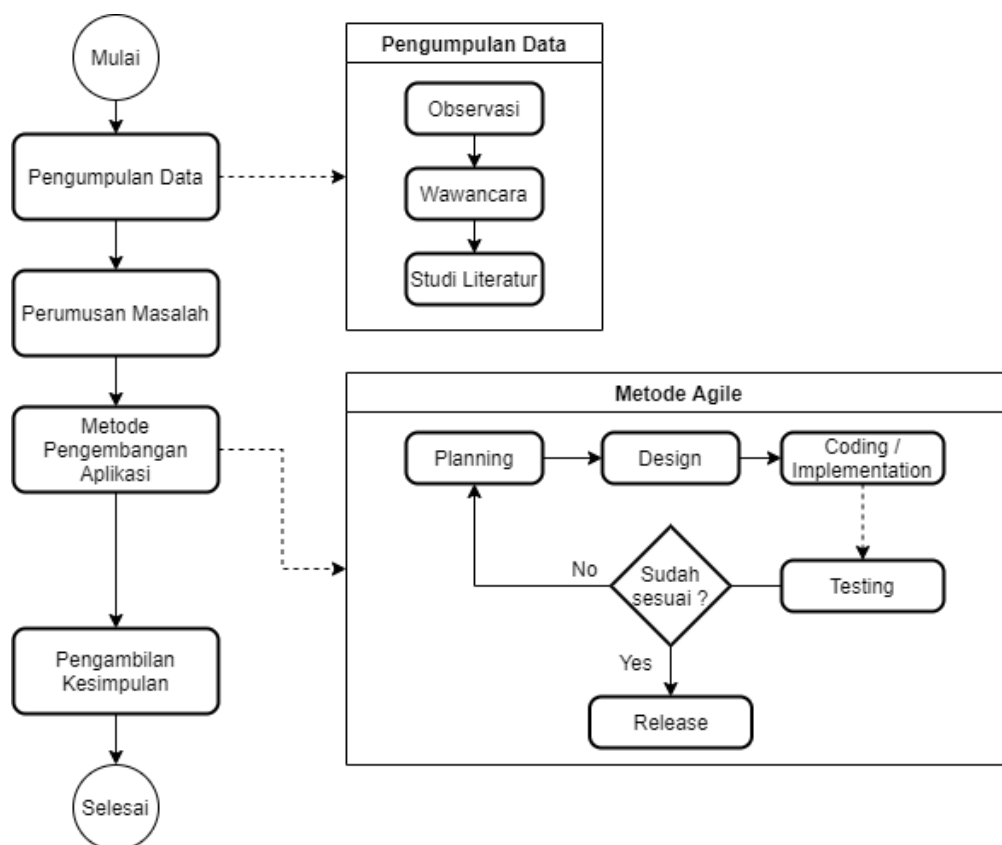 Mulai
Pengumpulan Data
Perumusan Masalah
Metode
Pengembangan
Aplikasi
Pengambilan
Kesimpulan
Selesai
Pengumpulan Data
Observasi
Wawancara
Studi Literatur
Metode Agile
Planning
Design
Coding /
Implementation
Testing
Sudah
sesuai ?
No
Yes
Release